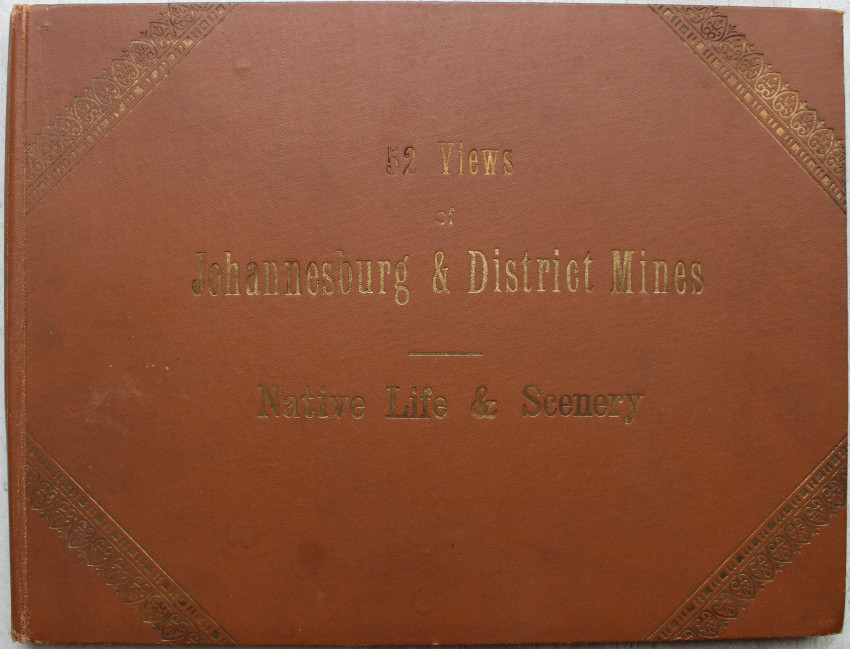 52 Views
of
Johannesburg & District Mines
Native Life & Scenery